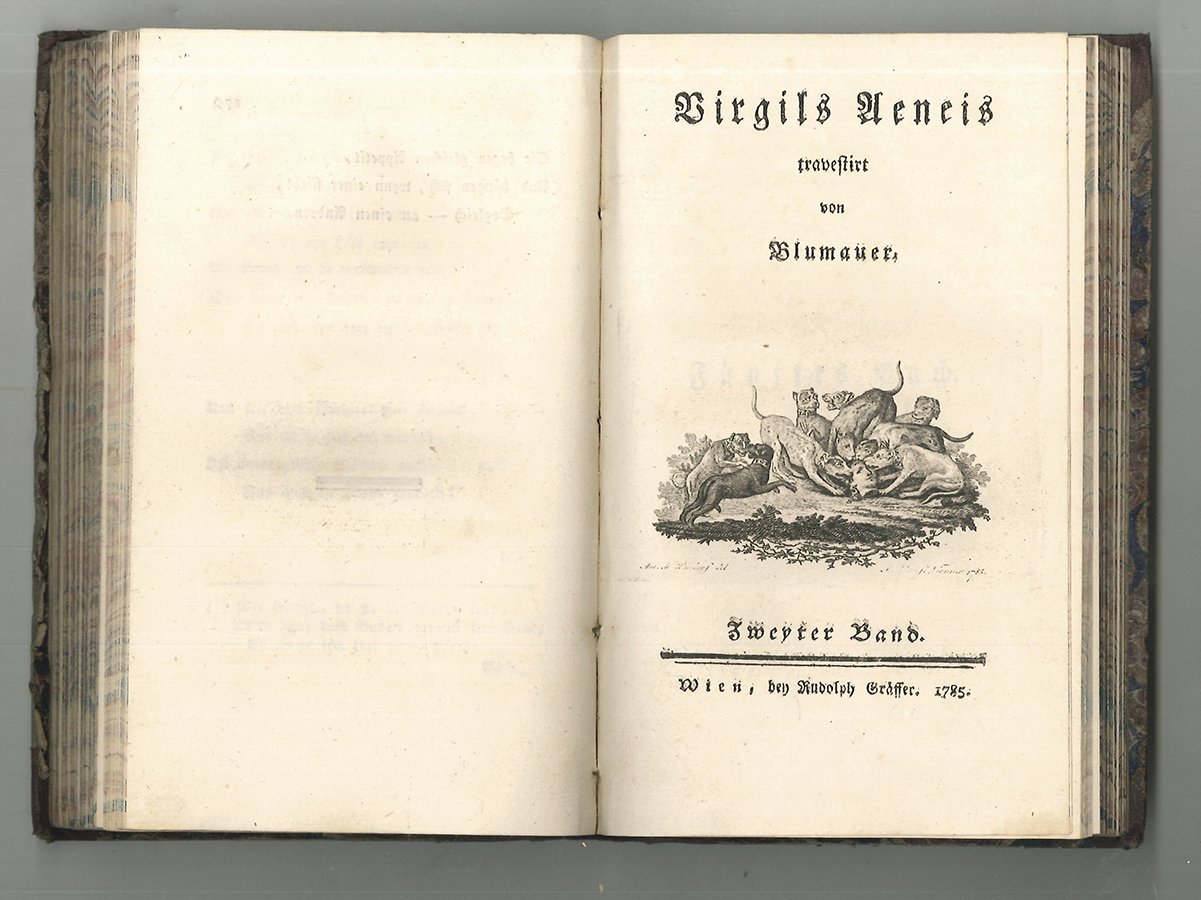 Virgils Aeneis
travestirt
von
Blumauer.
Zweyter Band.
Wien, bey Rudolph Gräffer. 1785.